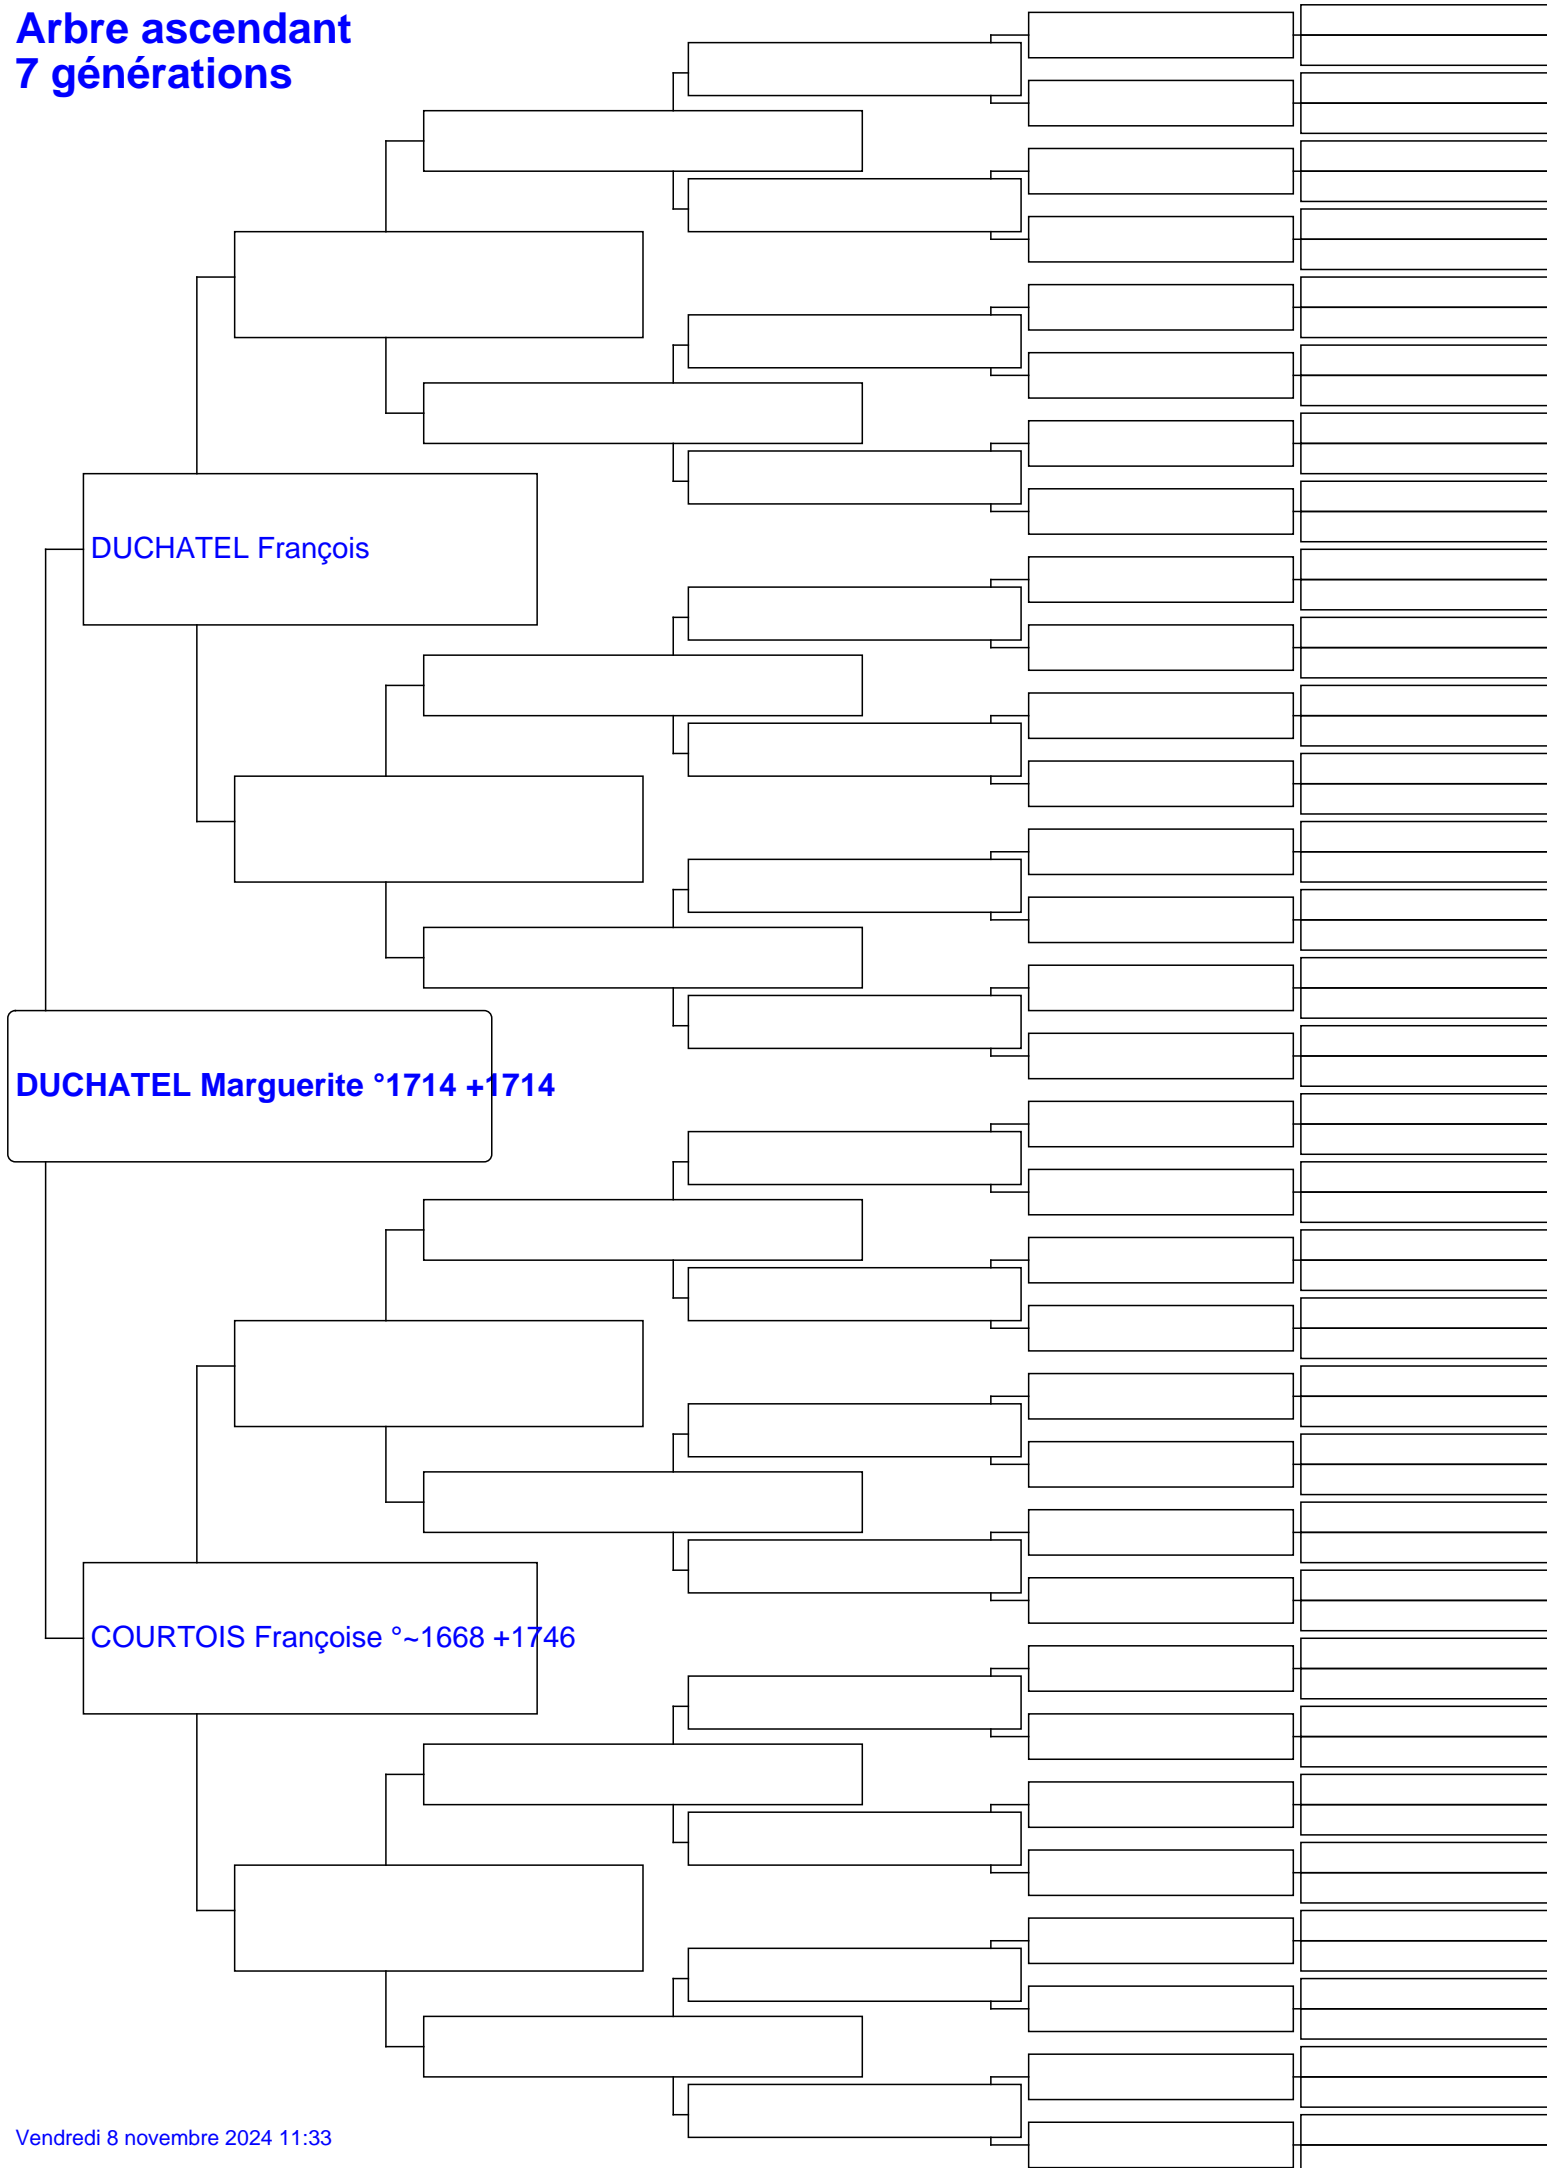 Arbre ascendant
7 générations
DUCHATEL François
DUCHATEL Marguerite °1714 +1714
COURTOIS Françoise °~1668 +1746
Vendredi 8 novembre 2024 11:33